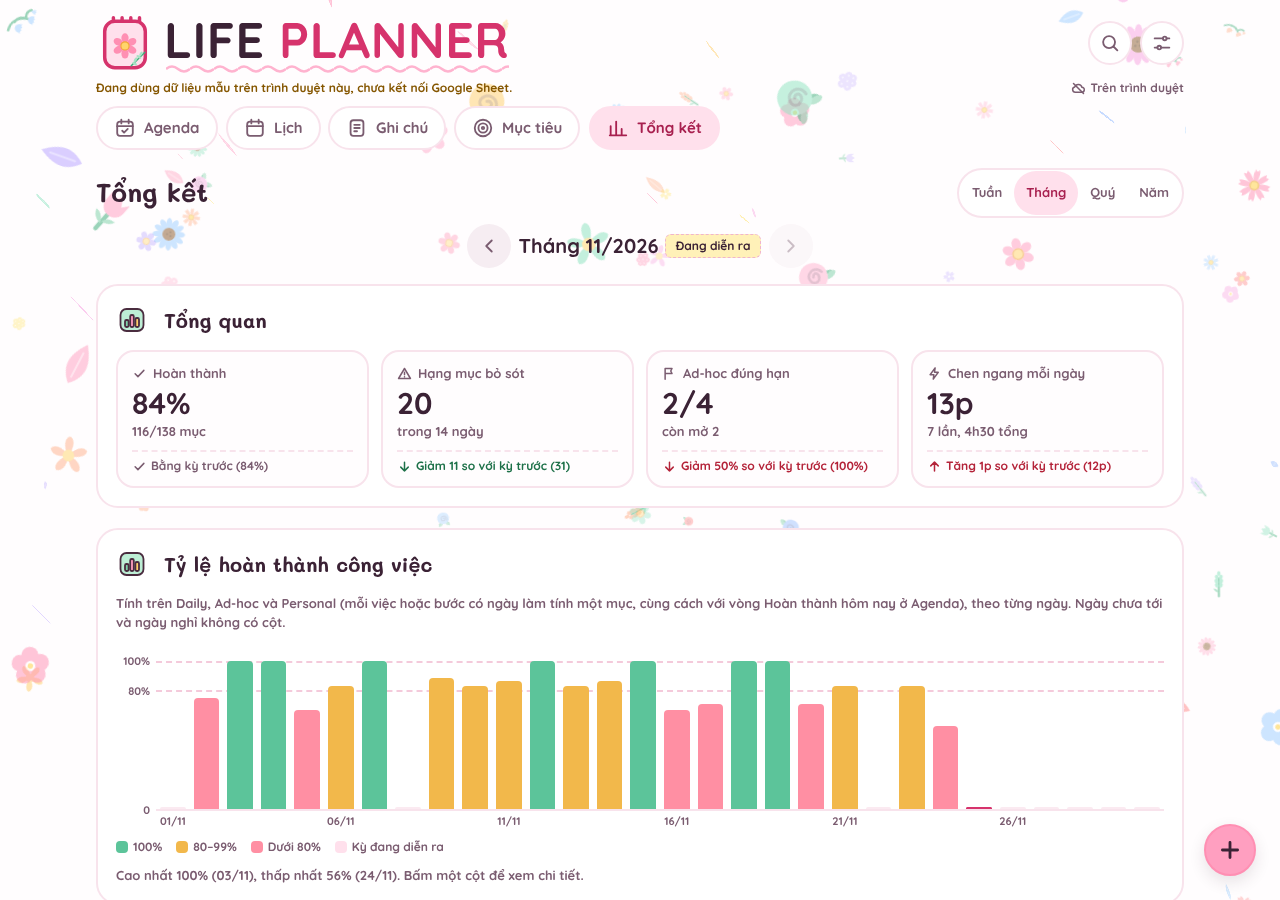 LIFE PLANNER
Đang dùng dữ liệu mẫu trên trình duyệt này, chưa kết nối Google Sheet.
Trên trình duyệt
Agenda
Lịch
Ghi chú
Mục tiêu
Tổng kết
Tổng kết
Tuần
Tháng
Quý
Năm
Tháng 11/2026
Đang diễn ra
Tổng quan
Hoàn thành
84%
116/138 mục
Bằng kỳ trước (84%)
Hạng mục bỏ sót
20
trong 14 ngày
Giảm 11 so với kỳ trước (31)
Ad-hoc đúng hạn
2/4
còn mở 2
Giảm 50% so với kỳ trước (100%)
Chen ngang mỗi ngày
13p
7 lần, 4h30 tổng
Tăng 1p so với kỳ trước (12p)
Tỷ lệ hoàn thành công việc
Tính trên Daily, Ad-hoc và Personal (mỗi việc hoặc bước có ngày làm tính một mục, cùng cách với vòng Hoàn thành hôm nay ở Agenda), theo từng ngày. Ngày chưa tới
và ngày nghỉ không có cột.
100%
80%
0
01/11
06/11
11/11
16/11
21/11
26/11
100%
80–99%
Dưới 80%
Kỳ đang diễn ra
Cao nhất 100% (03/11), thấp nhất 56% (24/11). Bấm một cột để xem chi tiết.